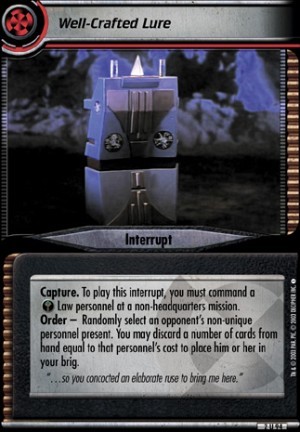 Well-Crafted Lure
Interrupt
Capture. To play this interrupt, you must command a
Law personnel at a non-headquarters mission.
Order – Randomly select an opponent's non-unique
personnel present. You may discard a number of cards from
hand equal to that personnel's cost to place him or her in
your brig.
"...so you concocted an elaborate ruse to bring me here."